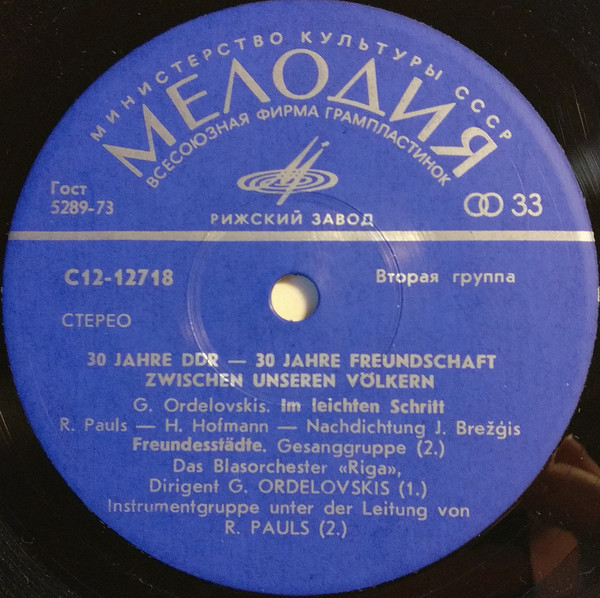 МИНИСТЕРСТВО КУЛЬТУРЫ СССР
МЕЛОДИЯ
ВСЕСОЮЗНАЯ ФИРМА ГРАМПЛАСТИНОК
Гост
5289-73
33
РИЖСКИЙ ЗАВОД
С12-12718
Вторая группа
СТЕРЕО
30 JAHRE DDR — 30 JAHRE FREUNDSCHAFT
ZWISCHEN UNSEREN VÖLKERN
G. Ordelovskis. Im leichten Schritt
R. Pauls — H. Hofmann — Nachdichtung J. Brežģis
Freundesstädte. Gesanggruppe (2.)
Das Blasorchester «Riga»,
Dirigent G. ORDELOVSKIS (1.)
Instrumentgruppe unter der Leitung von
R. PAULS (2.)